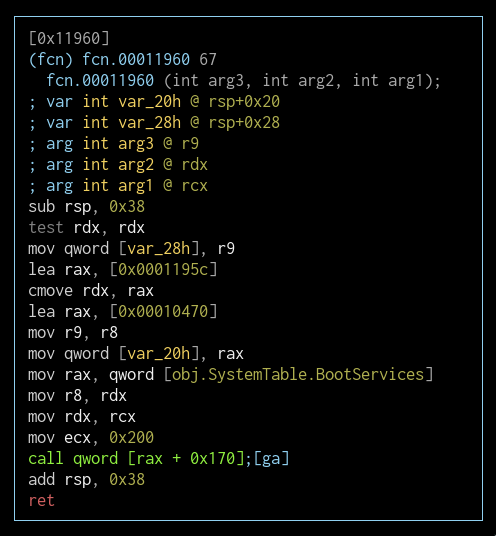 [0x11960]
(fcn) fcn.00011960 67
fcn.00011960 (int arg3, int arg2, int arg1);
; var int var_20h @ rsp+0x20
; var int var_28h @ rsp+0x28
; arg int arg3 @ r9
; arg int arg2 @ rdx
; arg int arg1 @ rcx
sub rsp, 0x38
test rdx, rdx
mov qword [var_28h], r9
lea rax, [0x0001195c]
cmove rdx, rax
lea rax, [0x00010470]
mov r9, r8
mov qword [var_20h], rax
mov rax, qword [obj.SystemTable.BootServices]
mov r8, rdx
mov rdx, rcx
mov ecx, 0x200
call qword [rax + 0x170];[ga]
add rsp, 0x38
ret